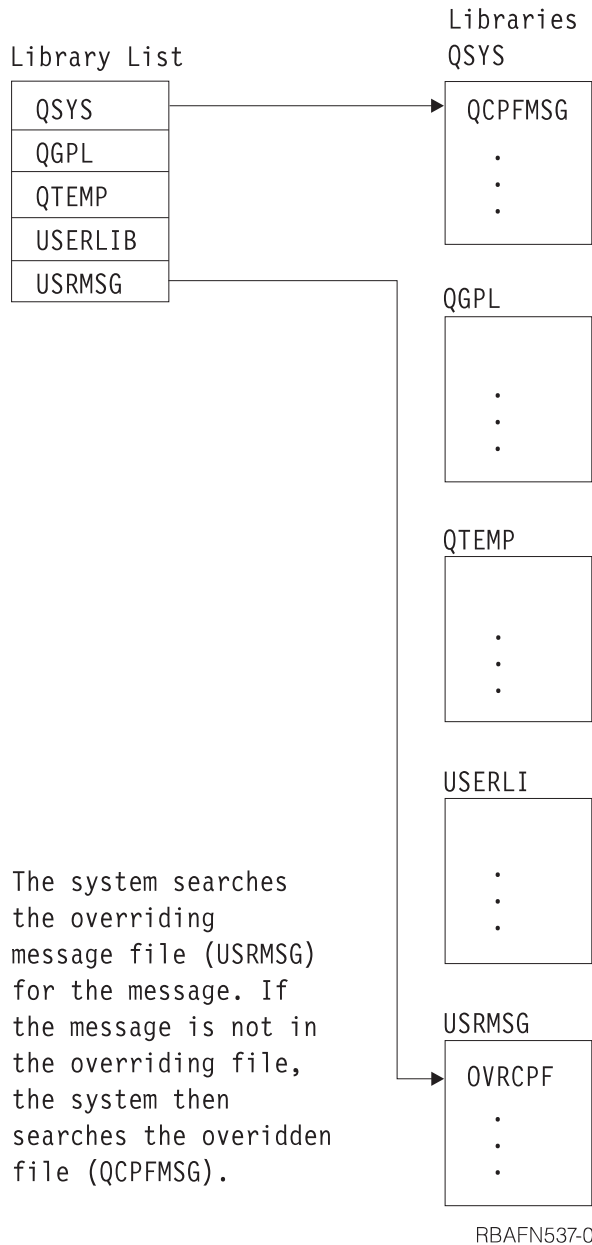 Library List
QSYS
QGPL
QTEMP
USERLIB
USRMSG
The system searches
the overriding
message file (USRMSG)
for the message. If
the message is not in
the overriding file,
the system then
searches the overidden
file (QCPFMSG).
Libraries
QSYS
QCPFMSG
QGPL
QTEMP
USERLI
USRMSG
OVRCPF
RBAFN537-0